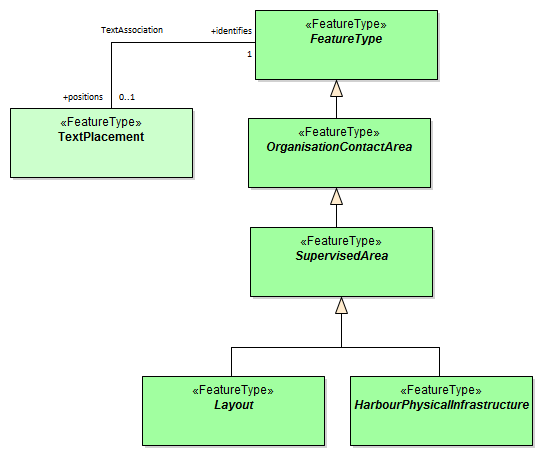 «FeatureType»
FeatureType
TextAssociation
+identifies
1
+positions
0..1
«FeatureType»
TextPlacement
«FeatureType»
OrganisationContactArea
«FeatureType»
SupervisedArea
«FeatureType»
Layout
«FeatureType»
HarbourPhysicalInfrastructure